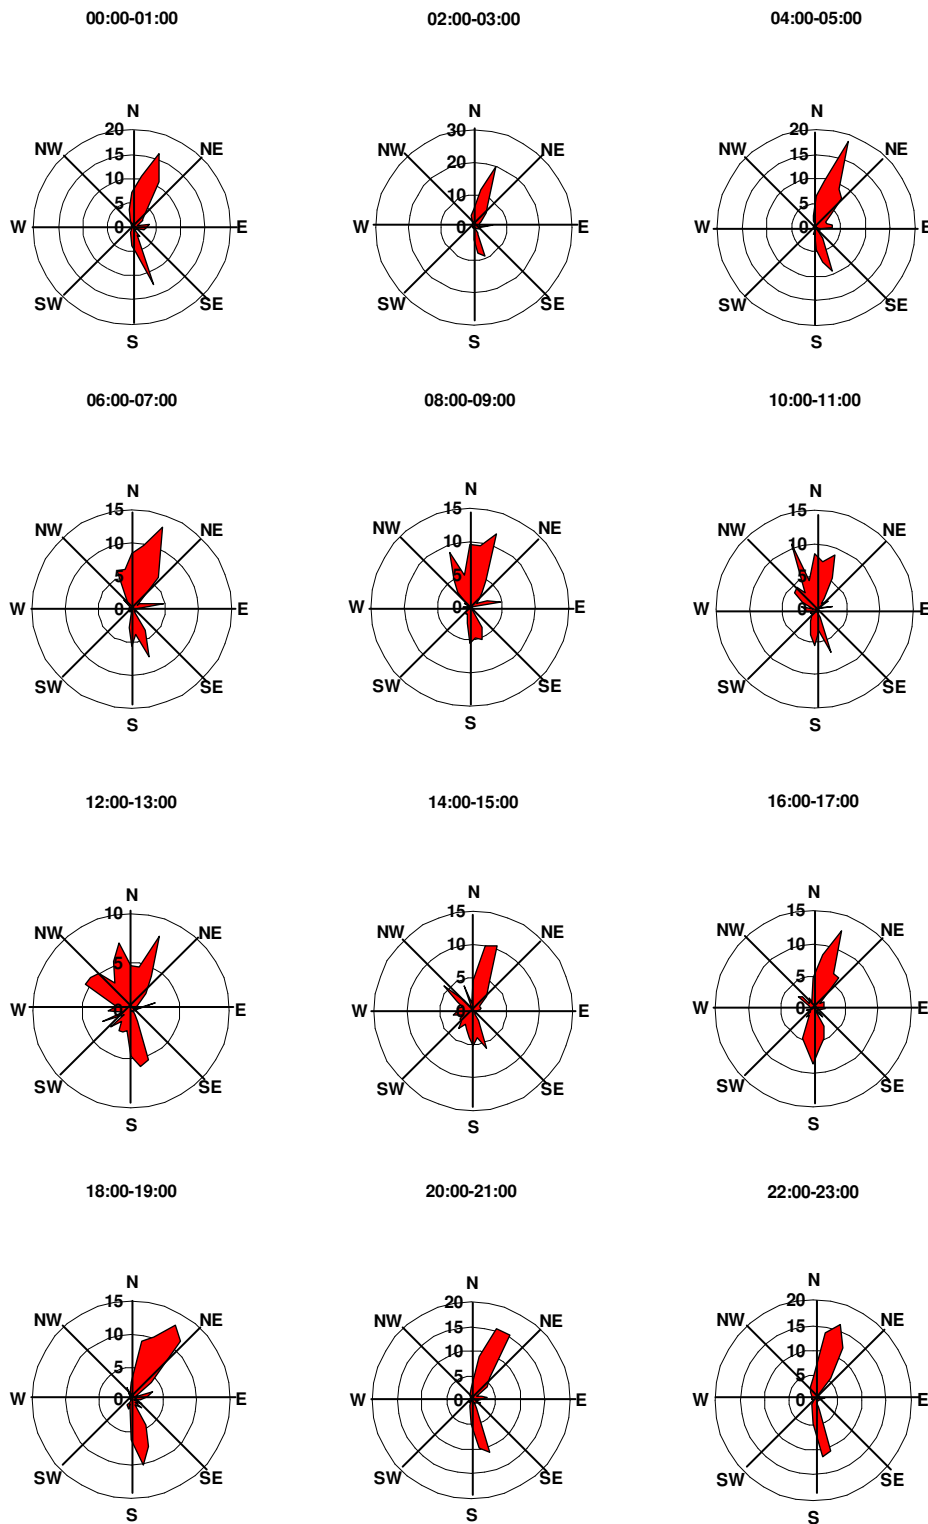 00:00-01:00 02:00-03:00 04:00-05:00
N N N
20 30 20
NW NE NW NE NW NE
15 20 15
10 10 10
5 5
W 0 E W 0 E W 0 E
SW SE SW SE SW SE
S S S
06:00-07:00 08:00-09:00 10:00-11:00
N N N
15 15 15
NW NE NW NE NW NE
10 10 10
5 5 5
W 0 E W 0 E W 0 E
SW SE SW SE SW SE
S S S
12:00-13:00 14:00-15:00 16:00-17:00
N N N
10 15 15
NW NE NW NE NW NE
10 10
5 5 5
W 0 E W 0 E W 0 E
SW SE SW SE SW SE
S S S
18:00-19:00 20:00-21:00 22:00-23:00
N N N
15 20 20
NW NE NW NE NW NE
10 15 15
10 10
5 5 5
W 0 E W 0 E W 0 E
SW SE SW SE SW SE
S S S